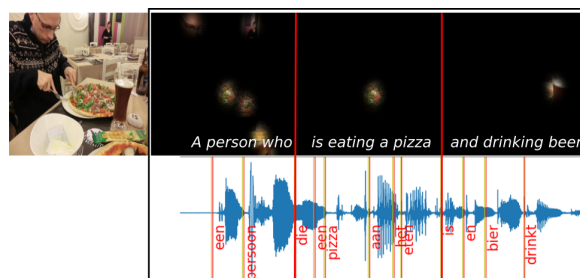 A person who is eating a pizza and drinking beer
een persoon die een pizza aan het eten is en bier drinkt